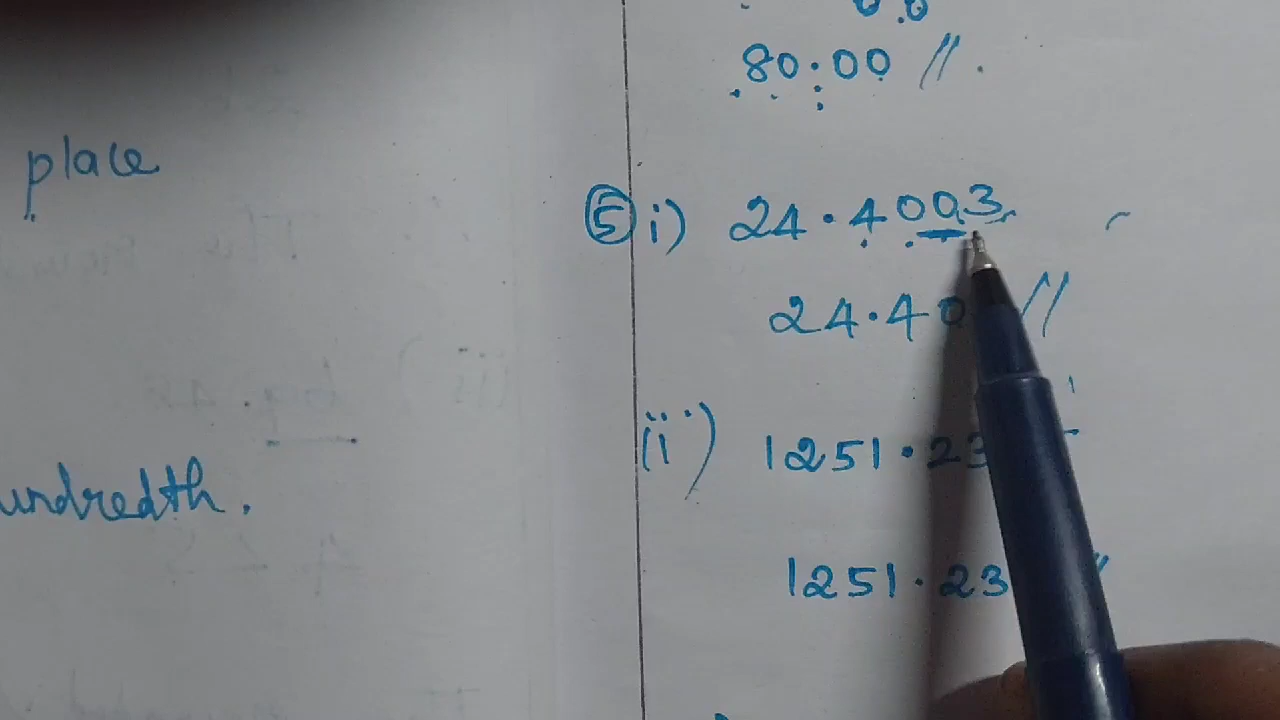 place
undredth.
80.00 //.
⑤ i) 24.4003
24.40 //
ii) 1251.23
1251.23